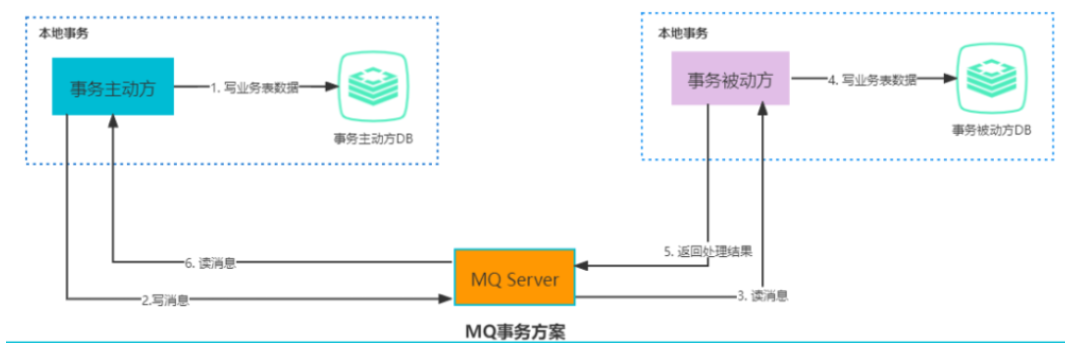 本地事务
事务主动方
1. 写业务表数据
事务主动方DB
本地事务
事务被动方
4. 写业务表数据
事务被动方DB
5. 返回处理结果
6. 读消息
MQ Server
2.写消息
3. 读消息
MQ事务方案